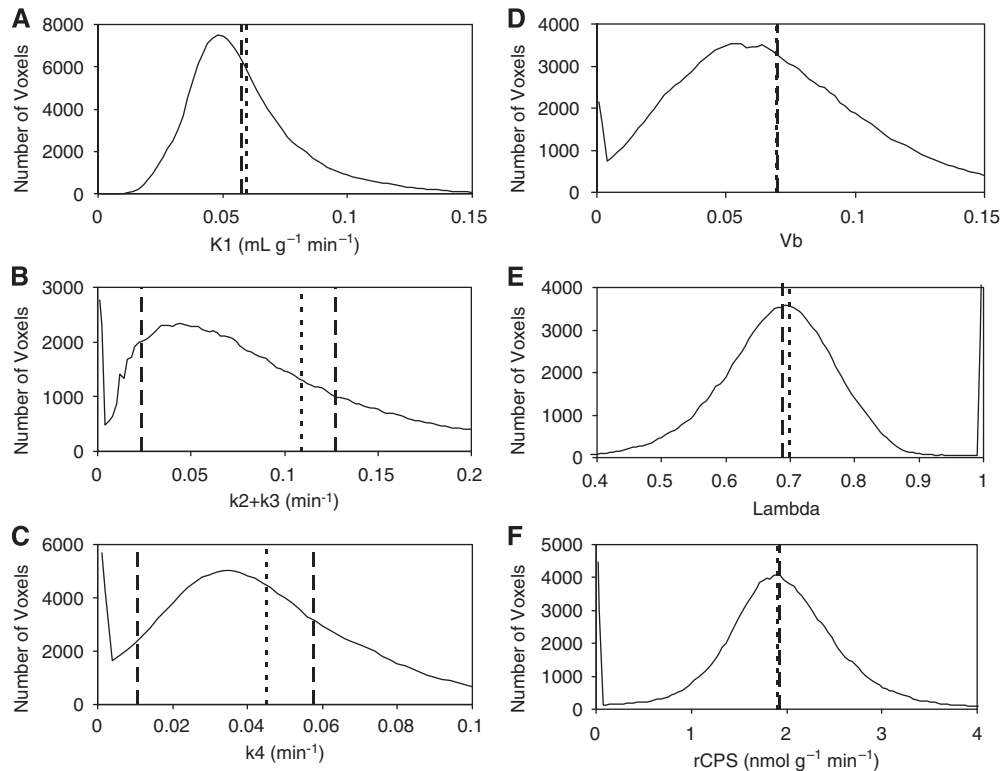 A
Number of Voxels
8000
6000
4000
2000
0
0 0.05 0.1 0.15
K1 (mL g⁻¹ min⁻¹)
B
Number of Voxels
3000
2000
1000
0
0 0.05 0.1 0.15 0.2
k2+k3 (min⁻¹)
C
Number of Voxels
6000
4000
2000
0
0 0.02 0.04 0.06 0.08 0.1
k4 (min⁻¹)
D
Number of Voxels
4000
3000
2000
1000
0
0 0.05 0.1 0.15
Vb
E
Number of Voxels
4000
3000
2000
1000
0
0.4 0.5 0.6 0.7 0.8 0.9 1
Lambda
F
Number of Voxels
5000
4000
3000
2000
1000
0
0 1 2 3 4
rCPS (nmol g⁻¹ min⁻¹)